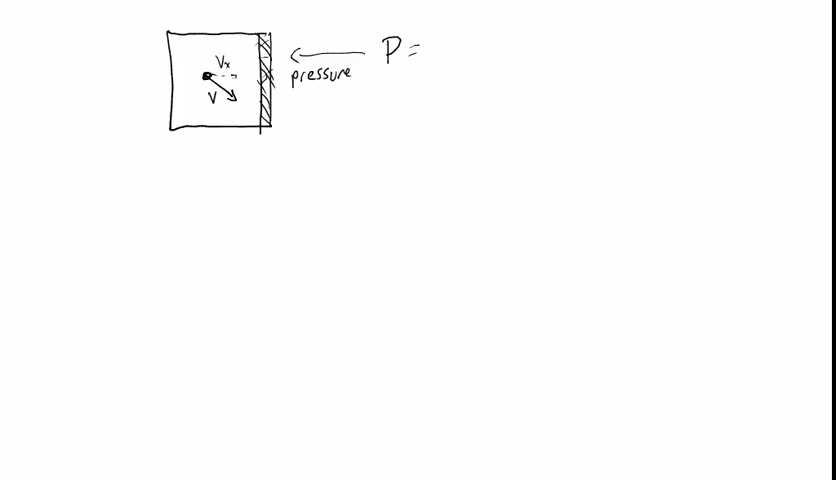 Vx
V
pressure
P =